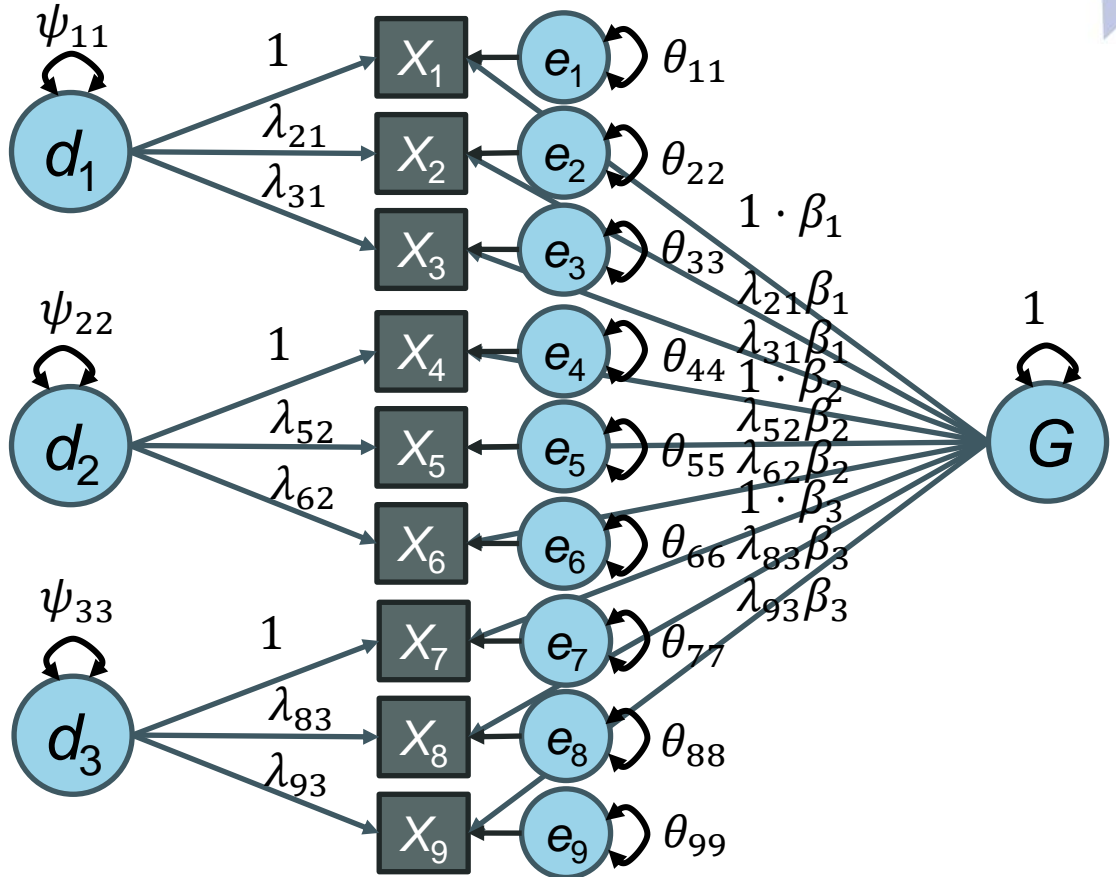 ψ₁₁
d₁
1
λ₂₁
λ₃₁
X₁
X₂
X₃
e₁
e₂
e₃
θ₁₁
θ₂₂
θ₃₃
ψ₂₂
d₂
1
λ₅₂
λ₆₂
X₄
X₅
X₆
e₄
e₅
e₆
θ₄₄
θ₅₅
θ₆₆
ψ₃₃
d₃
1
λ₈₃
λ₉₃
X₇
X₈
X₉
e₇
e₈
e₉
θ₇₇
θ₈₈
θ₉₉
1 · β₁
λ₂₁β₁
λ₃₁β₁
1 · β₂
λ₅₂β₂
λ₆₂β₂
1 · β₃
λ₈₃β₃
λ₉₃β₃
1
G